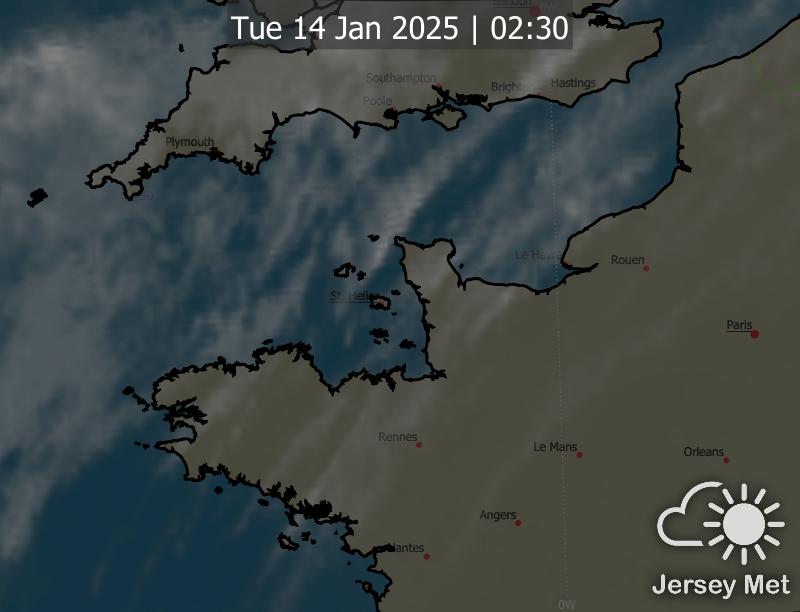 London
Tue 14 Jan 2025 | 02:30
Southampton
Brighton
Hastings
Poole
Plymouth
Le Havre
Rouen
St. Helier
Paris
Rennes
Le Mans
Orleans
Angers
Nantes
Jersey Met
0W